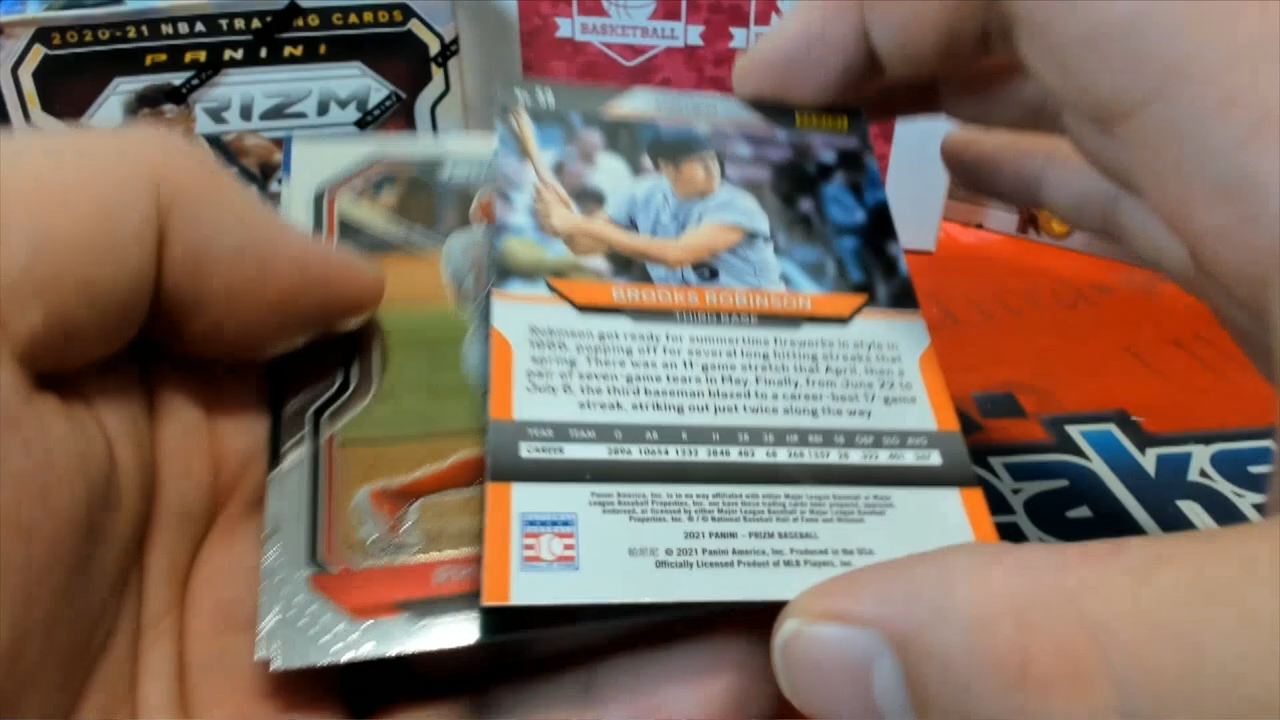 2020-21 NBA TRADING CARDS
PANINI
PRIZM
BASKETBALL
BROOKS ROBINSON
THIRD BASE
Robinson got ready for summertime fireworks in style in
popping off for several long hitting streaks that
spring. There was an 11-game stretch that April, then a
pair of seven-game tears in May. Finally, from June 22 to
July 8, the third baseman blazed to a career-best 17-game
streak, striking out just twice along the way
YEAR TEAM G AB R H 2B 3B HR RBI SB OBP SLG AVG
CAREER 2896 10654 1232 2848 482 68 268 1357 28 .322 .401 .267
Panini America, Inc. is in no way affiliated with either Major League Baseball or Major
League Baseball Properties, Inc. nor have these trading cards been prepared, approved,
endorsed, or licensed by either Major League Baseball or Major League Baseball
Properties, Inc. © / ® National Baseball Hall of Fame and Museum
2021 PANINI - PRIZM BASEBALL
© 2021 Panini America, Inc. Produced in the USA.
Officially Licensed Product of MLB Players, Inc.
eaks